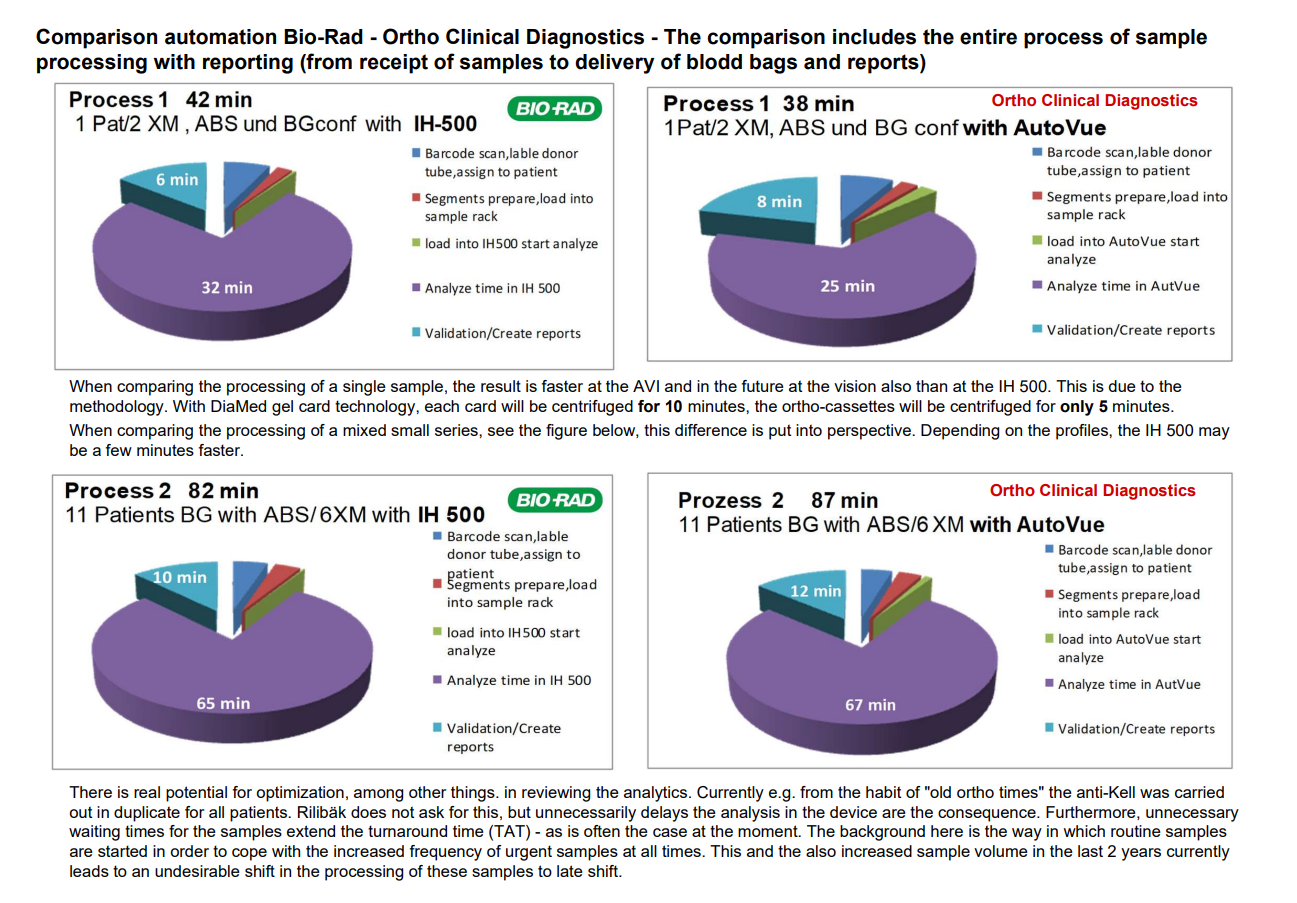 Comparison automation Bio-Rad - Ortho Clinical Diagnostics - The comparison includes the entire process of sample
processing with reporting (from receipt of samples to delivery of blodd bags and reports)
Process 1 42 min
BIO-RAD
1 Pat/2 XM , ABS und BGconf with IH-500
6 min
32 min
Barcode scan,lable donor
tube,assign to patient
Segments prepare,load into
sample rack
load into IH500 start analyze
Analyze time in IH 500
Validation/Create reports
Process 1 38 min
Ortho Clinical Diagnostics
1Pat/2 XM, ABS und BG conf with AutoVue
8 min
25 min
Barcode scan,lable donor
tube,assign to patient
Segments prepare,load into
sample rack
load into AutoVue start
analyze
Analyze time in AutVue
Validation/Create reports
When comparing the processing of a single sample, the result is faster at the AVI and in the future at the vision also than at the IH 500. This is due to the
methodology. With DiaMed gel card technology, each card will be centrifuged for 10 minutes, the ortho-cassettes will be centrifuged for only 5 minutes.
When comparing the processing of a mixed small series, see the figure below, this difference is put into perspective. Depending on the profiles, the IH 500 may
be a few minutes faster.
Process 2 82 min
BIO-RAD
11 Patients BG with ABS/6XM with IH 500
10 min
65 min
Barcode scan,lable
donor tube,assign to
patient
Segments prepare,load
into sample rack
load into IH500 start
analyze
Analyze time in IH 500
Validation/Create
reports
Prozess 2 87 min
Ortho Clinical Diagnostics
11 Patients BG with ABS/6 XM with AutoVue
12 min
67 min
Barcode scan,lable donor
tube,assign to patient
Segments prepare,load
into sample rack
load into AutoVue start
analyze
Analyze time in AutVue
Validation/Create reports
There is real potential for optimization, among other things. in reviewing the analytics. Currently e.g. from the habit of "old ortho times" the anti-Kell was carried
out in duplicate for all patients. Rilibäk does not ask for this, but unnecessarily delays the analysis in the device are the consequence. Furthermore, unnecessary
waiting times for the samples extend the turnaround time (TAT) - as is often the case at the moment. The background here is the way in which routine samples
are started in order to cope with the increased frequency of urgent samples at all times. This and the also increased sample volume in the last 2 years currently
leads to an undesirable shift in the processing of these samples to late shift.